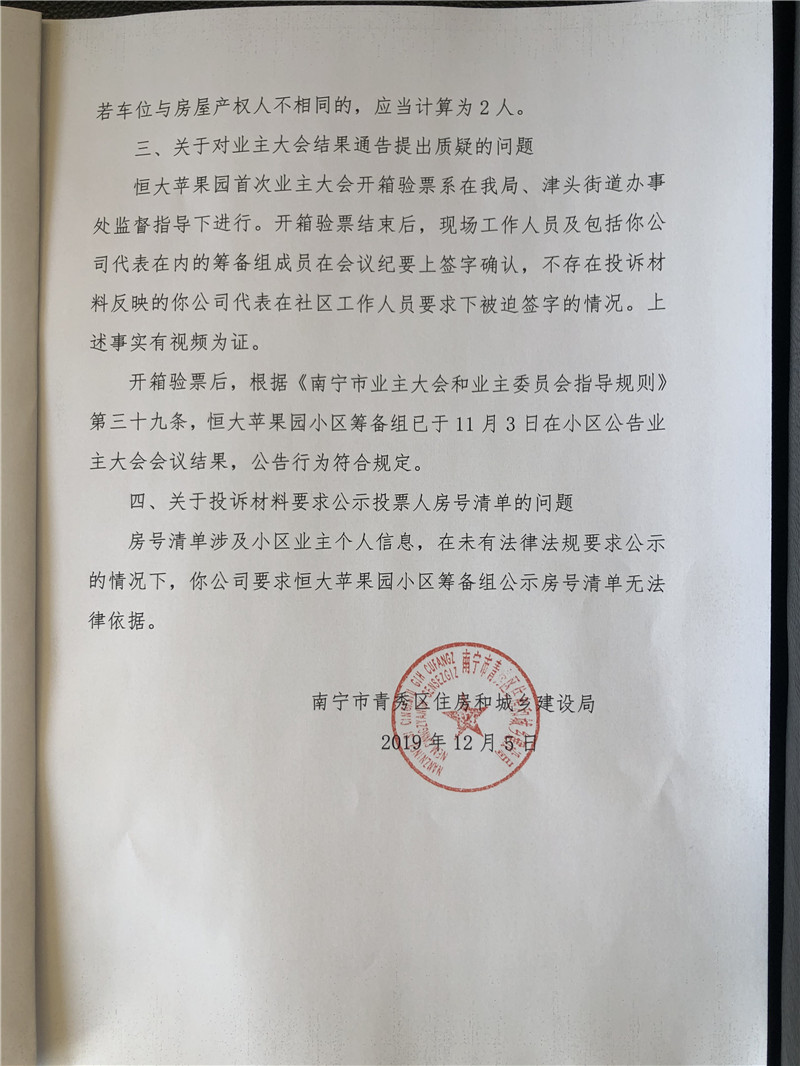 若车位与房屋产权人不相同的，应当计算为2人。
三、关于对业主大会结果通告提出质疑的问题
恒大苹果园首次业主大会开箱验票系在我局、津头街道办事
处监督指导下进行。开箱验票结束后，现场工作人员及包括你公
司代表在内的筹备组成员在会议纪要上签字确认，不存在投诉材
料反映的你公司代表在社区工作人员要求下被迫签字的情况。上
述事实有视频为证。
开箱验票后，根据《南宁市业主大会和业主委员会指导规则》
第三十九条，恒大苹果园小区筹备组已于11月3日在小区公告业
主大会会议结果，公告行为符合规定。
四、关于投诉材料要求公示投票人房号清单的问题
房号清单涉及小区业主个人信息，在未有法律法规要求公示
的情况下，你公司要求恒大苹果园小区筹备组公示房号清单无法
律依据。
南宁市青秀区住房和城乡建设局
2019年12月5日